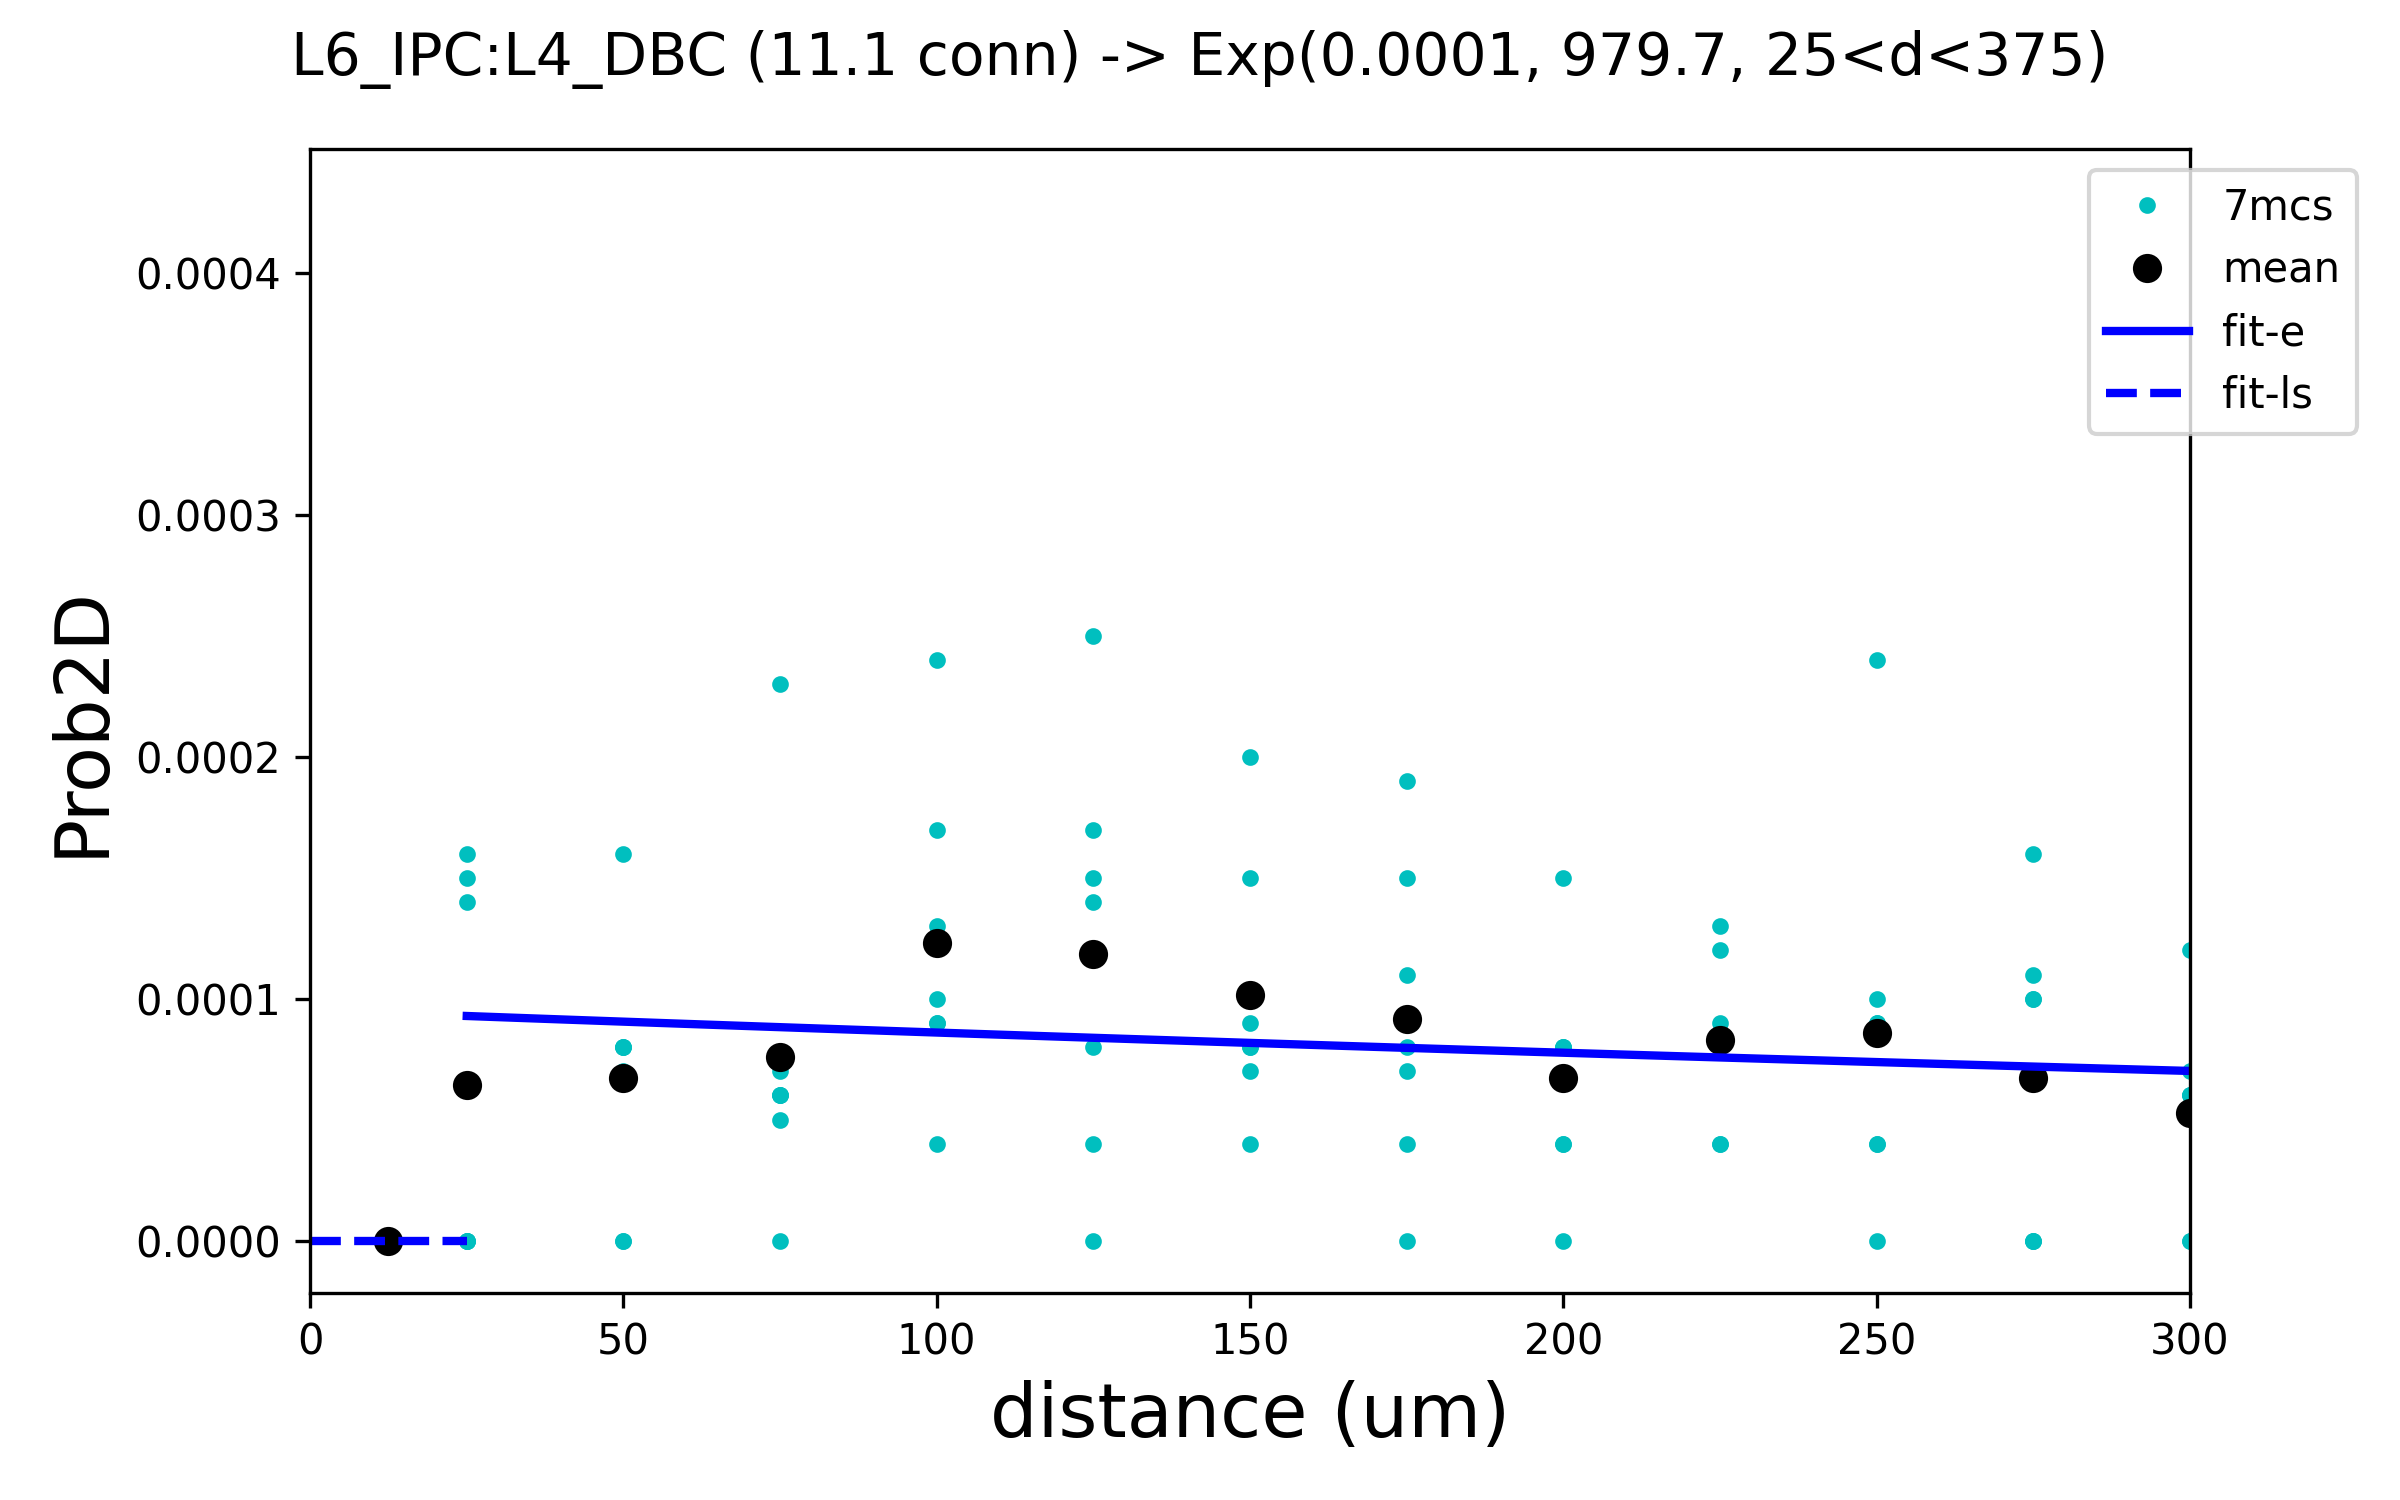 L6_IPC:L4_DBC (11.1 conn) -> Exp(0.0001, 979.7, 25<d<375)
7mcs
mean
fit-e
fit-ls
Prob2D
0.0004
0.0003
0.0002
0.0001
0.0000
0 50 100 150 200 250 300
distance (um)